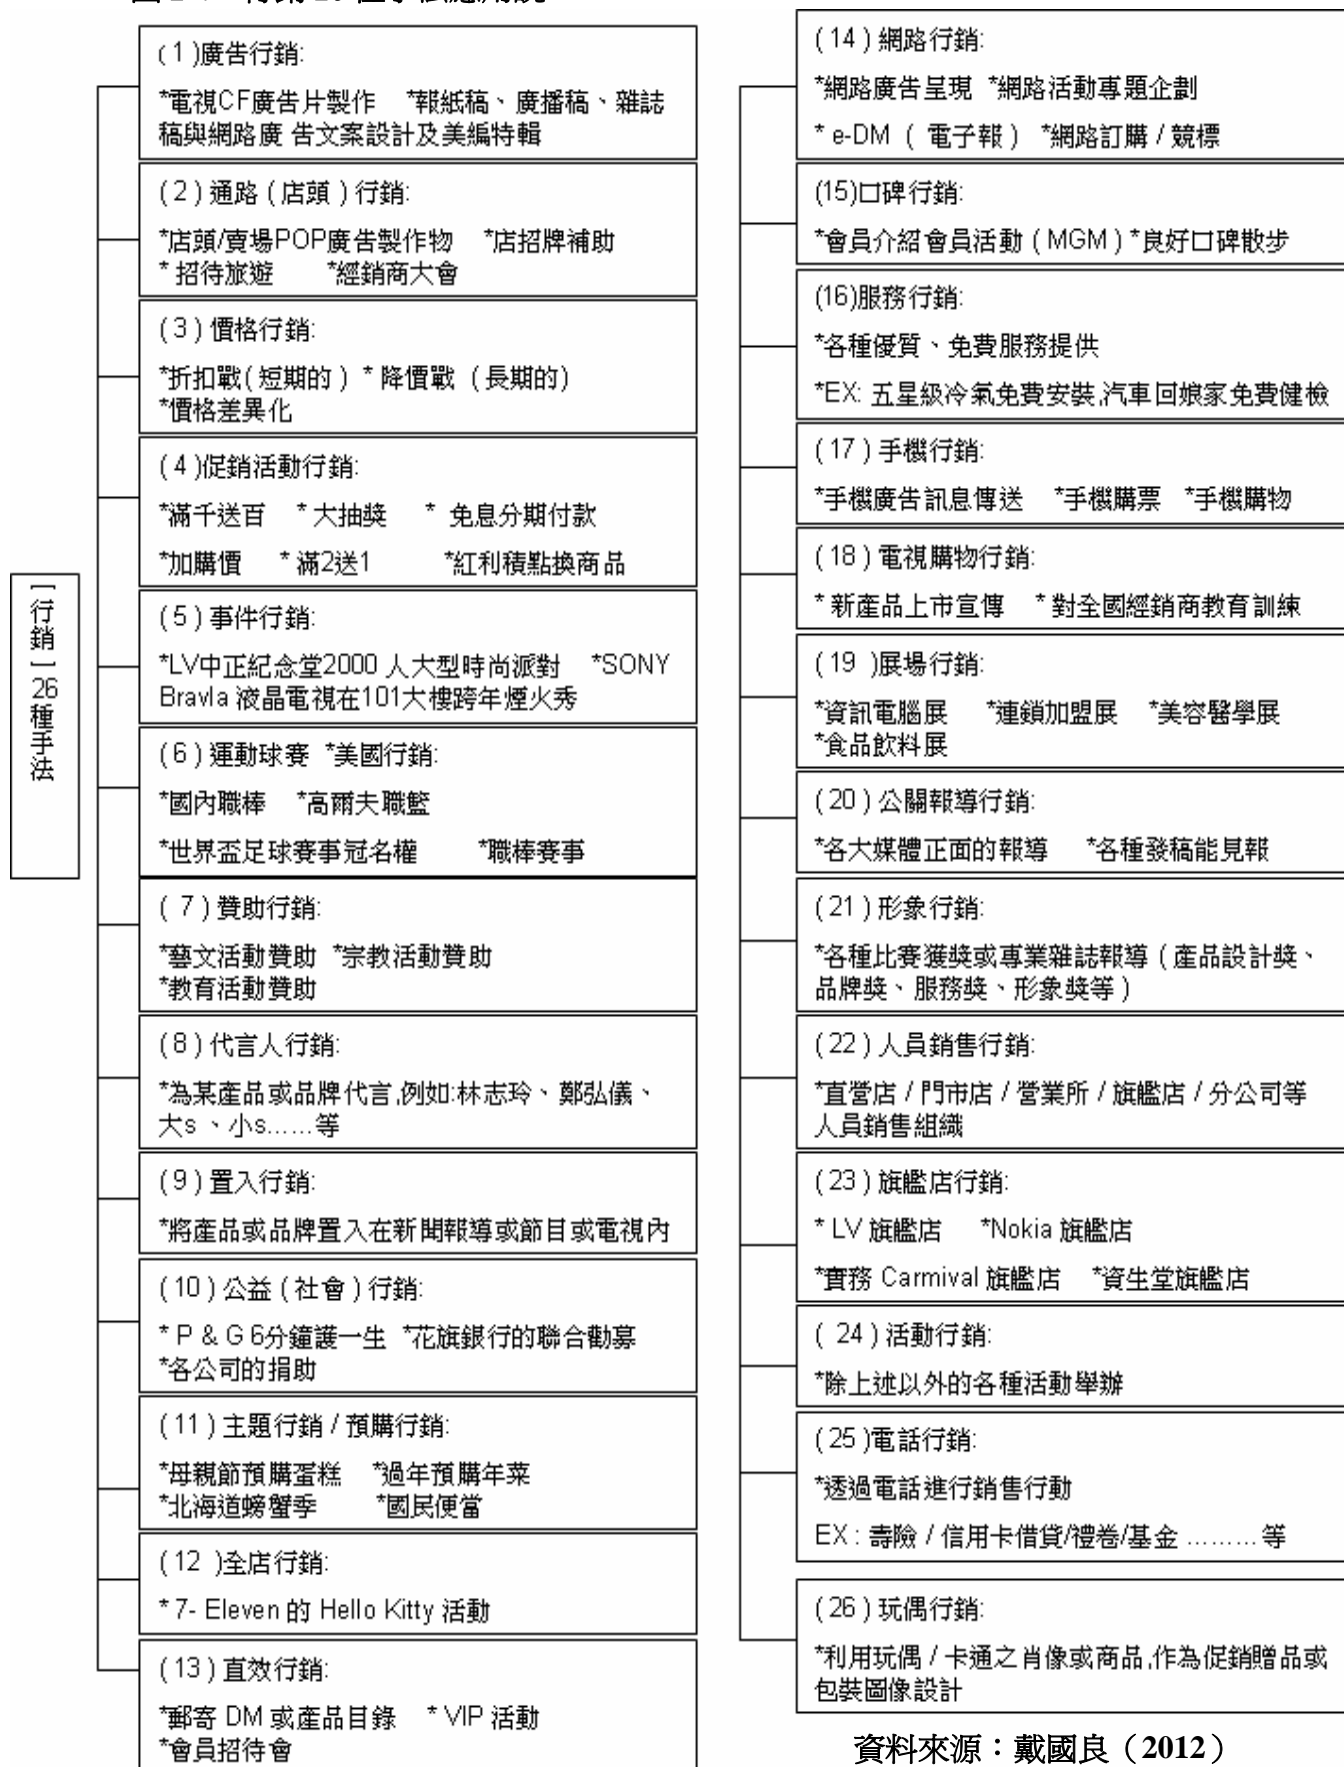 [行銷] 26種手法
(1)廣告行銷:
*電視CF廣告片製作 *報紙稿、廣播稿、雜誌
稿與網路廣 告文案設計及美編特輯
(2)通路(店頭)行銷:
*店頭/賣場POP廣告製作物 *店招牌補助
* 招待旅遊 *經銷商大會
(3)價格行銷:
*折扣戰(短期的) * 降價戰 (長期的)
*價格差異化
(4)促銷活動行銷:
*滿千送百 * 大抽獎 * 免息分期付款
*加購價 * 滿2送1 *紅利積點換商品
(5)事件行銷:
*LV中正紀念堂2000 人大型時尚派對 *SONY
Bravla 液晶電視在101大樓跨年煙火秀
(6)運動球賽 *美國行銷:
*國內職棒 *高爾夫職籃
*世界盃足球賽事冠名權 *職棒賽事
(7)贊助行銷:
*藝文活動贊助 *宗教活動贊助
*教育活動贊助
(8)代言人行銷:
*為某產品或品牌代言,例如:林志玲、鄭弘儀、
大s、小s……等
(9)置入行銷:
*將產品或品牌置入在新聞報導或節目或電視內
(10)公益(社會)行銷:
* P & G 6分鐘護一生 *花旗銀行的聯合勸募
*各公司的捐助
(11)主題行銷 / 預購行銷:
*母親節預購蛋糕 *過年預購年菜
*北海道螃蟹季 *國民便當
(12 )全店行銷:
* 7- Eleven 的 Hello Kitty 活動
(13)直效行銷:
*郵寄 DM 或產品目錄 * VIP 活動
*會員招待會
(14)網路行銷:
*網路廣告呈現 *網路活動專題企劃
* e-DM ( 電子報) *網路訂購 / 競標
(15)口碑行銷:
*會員介紹會員活動(MGM)*良好口碑散步
(16)服務行銷:
*各種優質、免費服務提供
*EX: 五星級冷氣免費安裝,汽車回娘家免費健檢
(17)手機行銷:
*手機廣告訊息傳送 *手機購票 *手機購物
(18)電視購物行銷:
* 新產品上市宣傳 * 對全國經銷商教育訓練
(19 )展場行銷:
*資訊電腦展 *連鎖加盟展 *美容醫學展
*食品飲料展
(20)公關報導行銷:
*各大媒體正面的報導 *各種發稿能見報
(21)形象行銷:
*各種比賽獲獎或專業雜誌報導(產品設計獎、
品牌獎、服務獎、形象獎等)
(22)人員銷售行銷:
*直營店 / 門市店 / 營業所 / 旗艦店 / 分公司等
人員銷售組織
(23)旗艦店行銷:
* LV 旗艦店 *Nokia 旗艦店
*實務 Carmival 旗艦店 *資生堂旗艦店
( 24)活動行銷:
*除上述以外的各種活動舉辦
(25)電話行銷:
*透過電話進行銷售行動
EX : 壽險 / 信用卡借貸/禮卷/基金 ………等
(26)玩偶行銷:
*利用玩偶 / 卡通之肖像或商品,作為促銷贈品或
包裝圖像設計
資料來源:戴國良(2012)